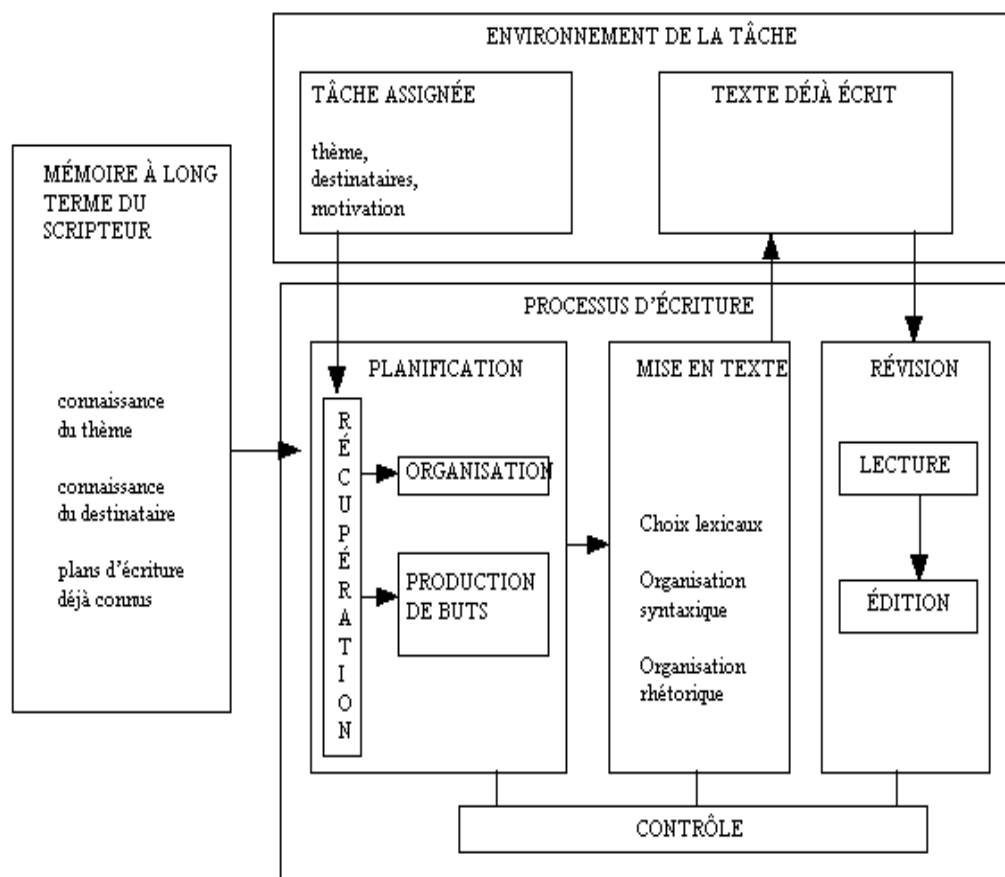 ENVIRONNEMENT DE LA TÂCHE
TÂCHE ASSIGNÉE
thème,
destinataires,
motivation
TEXTE DÉJÀ ÉCRIT
MÉMOIRE À LONG
TERME DU
SCRIPTEUR
connaissance
du thème
connaissance
du destinataire
plans d'écriture
déjà connus
PROCESSUS D'ÉCRITURE
PLANIFICATION
RÉCUPÉRATION
ORGANISATION
PRODUCTION
DE BUTS
MISE EN TEXTE
Choix lexicaux
Organisation
syntaxique
Organisation
rhétorique
RÉVISION
LECTURE
ÉDITION
CONTRÔLE